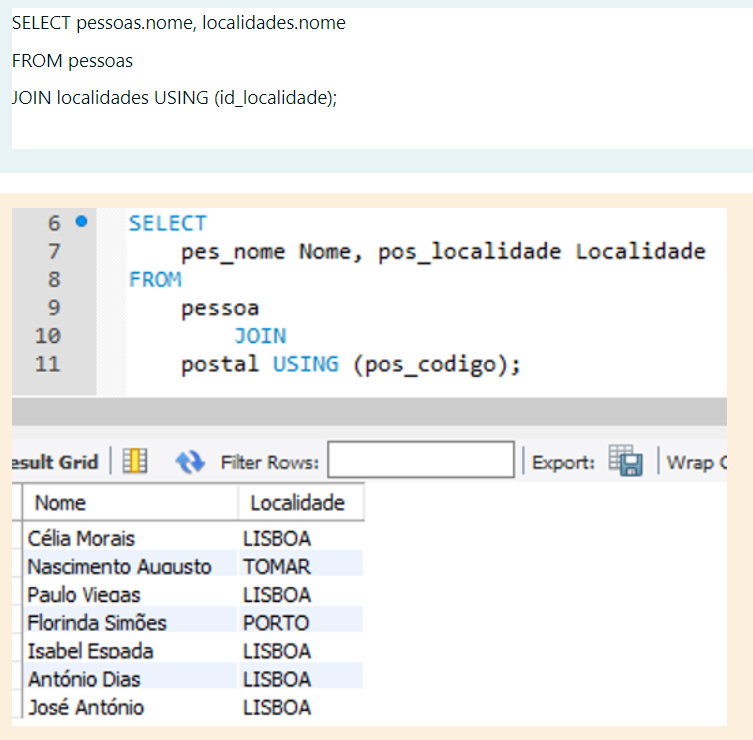 SELECT pessoas.nome, localidades.nome
FROM pessoas
JOIN localidades USING (id_localidade);
6 SELECT
7 pes_nome Nome, pos_localidade Localidade
8 FROM
9 pessoa
10 JOIN
11 postal USING (pos_codigo);
esult Grid Filter Rows: Export: Wrap C
Nome Localidade
Célia Morais LISBOA
Nascimento Augusto TOMAR
Paulo Viegas LISBOA
Florinda Simões PORTO
Isabel Espada LISBOA
António Dias LISBOA
José António LISBOA